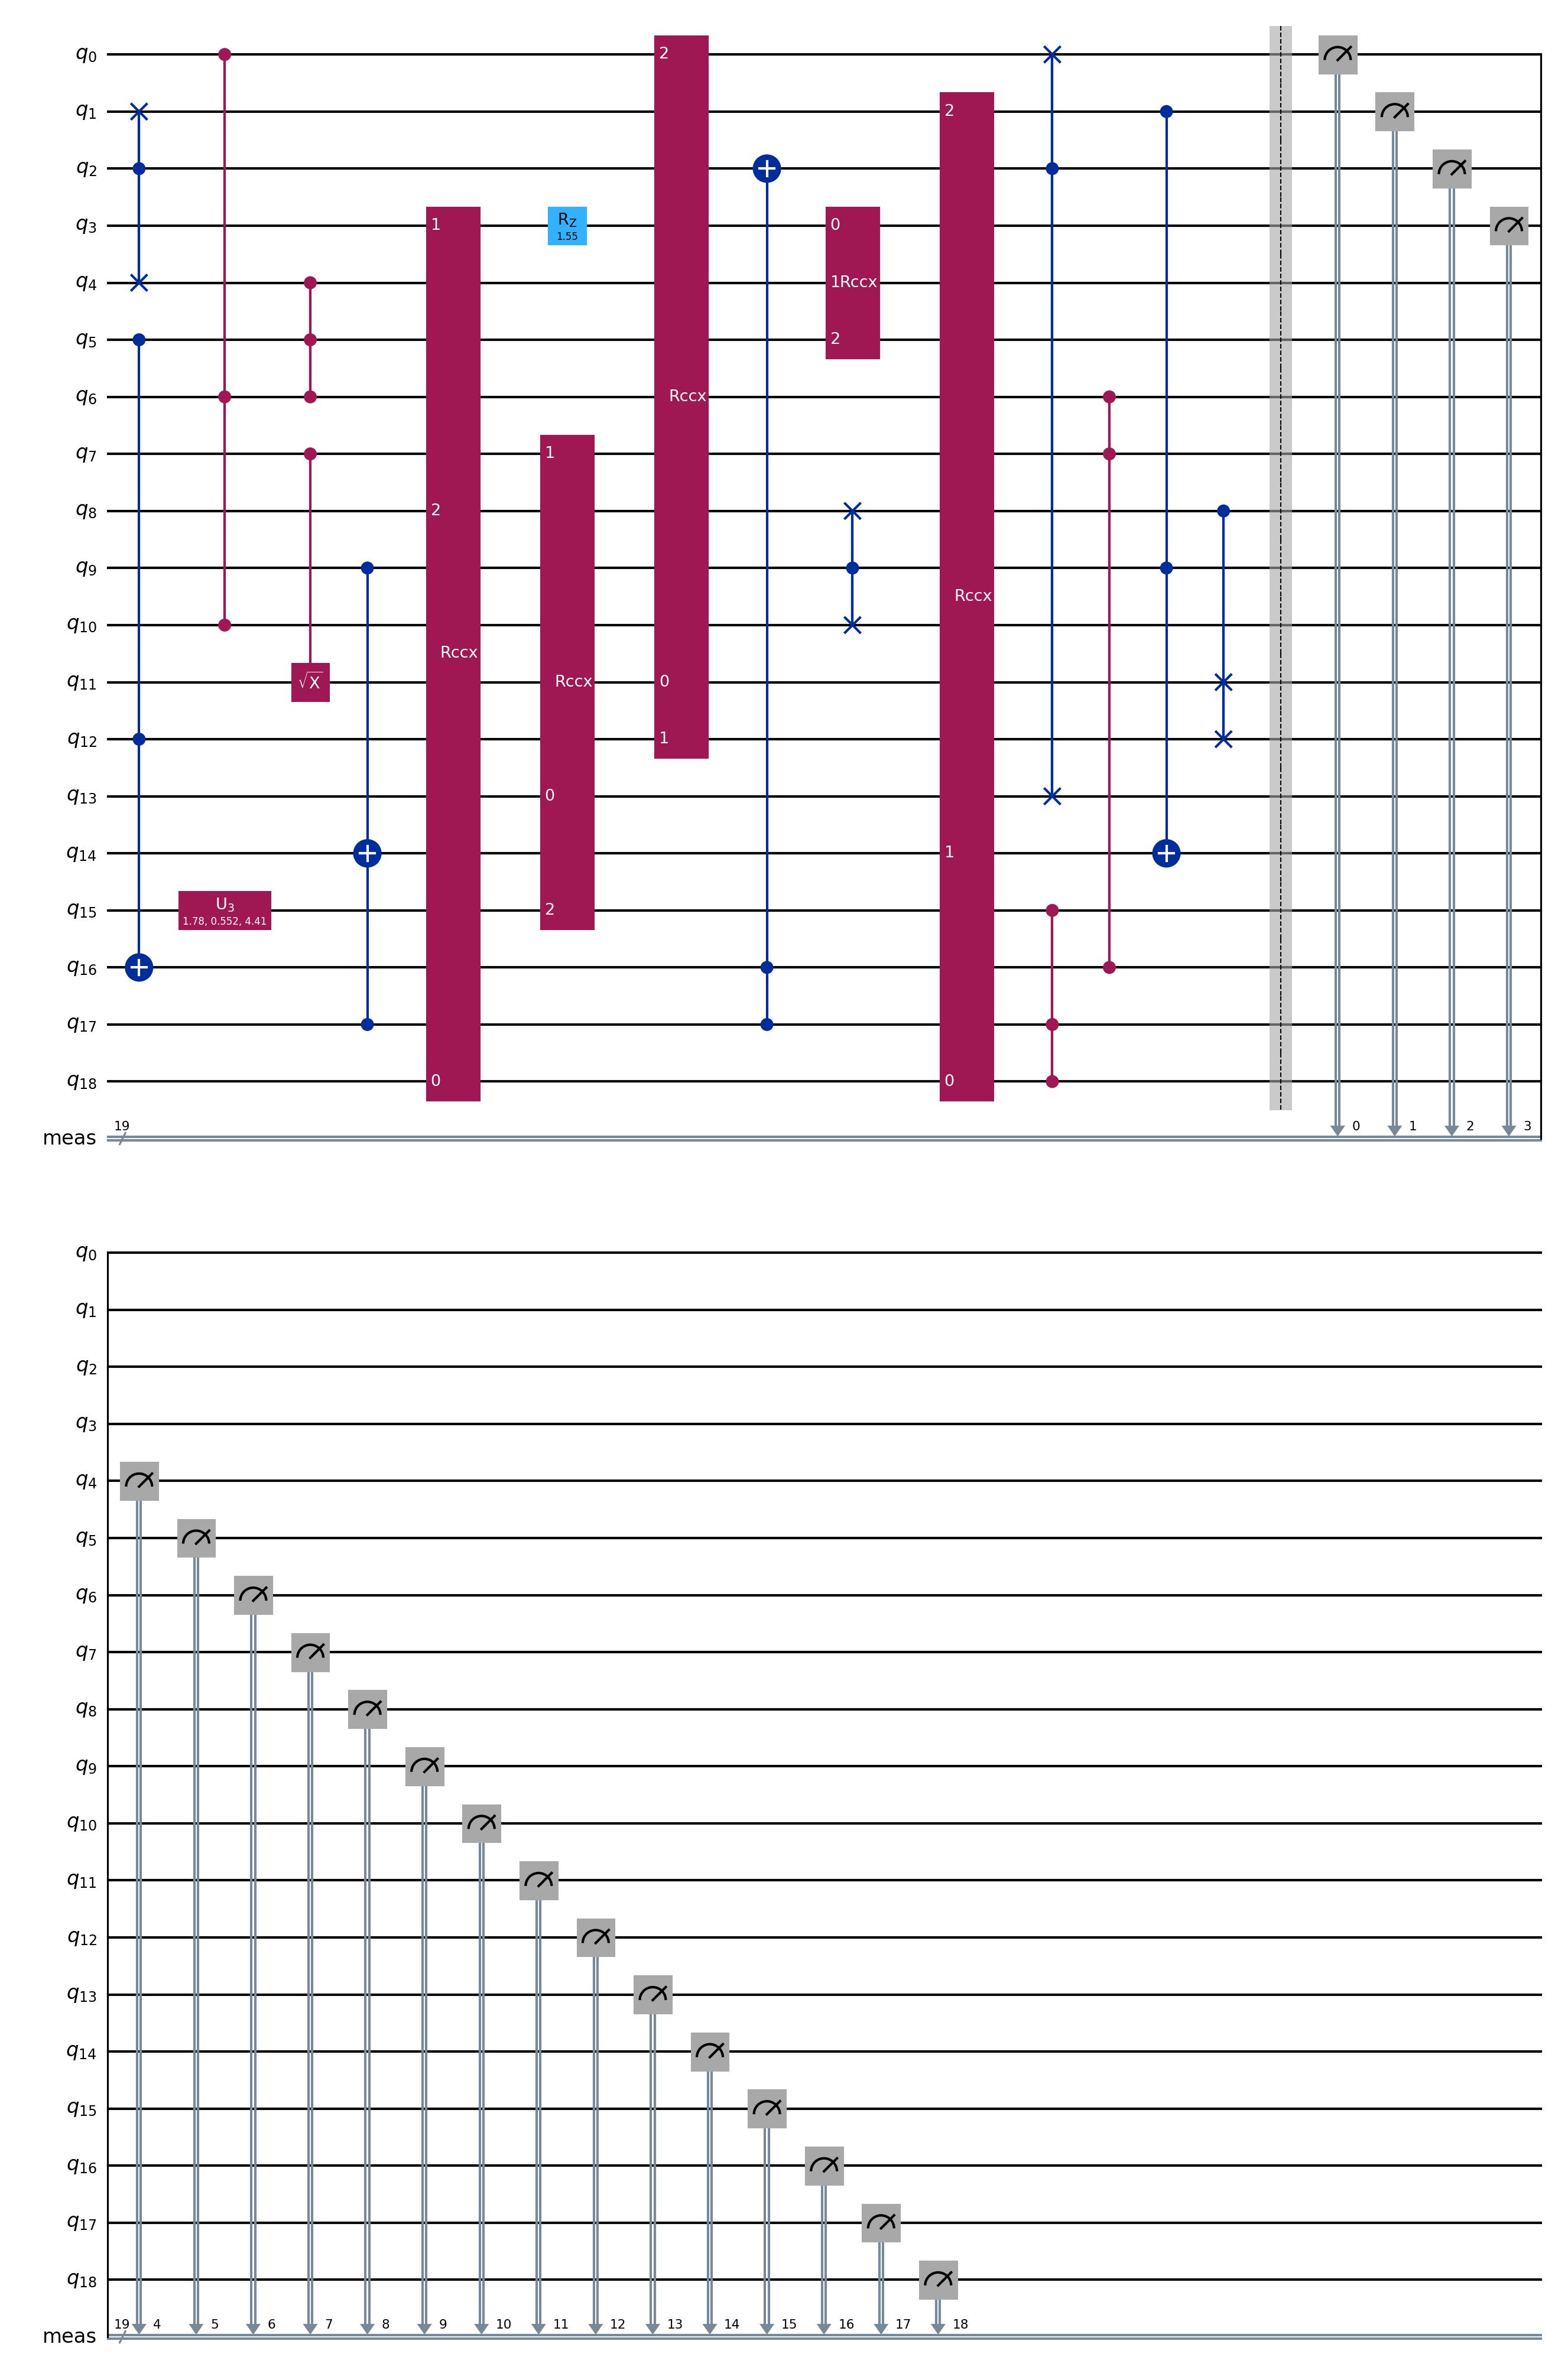 q0
2
q1
2
q2
q3
1
RZ
1.55
0
q4
1Rccx
q5
2
q6
Rccx
q7
1
q8
2
q9
Rccx
q10
Rccx
q11
√X
Rccx
0
q12
1
q13
0
q14
1
q15
U3
1.78, 0.552, 4.41
2
q16
q17
q18
0
0
meas
19
0
1
2
3
q0
q1
q2
q3
q4
q5
q6
q7
q8
q9
q10
q11
q12
q13
q14
q15
q16
q17
q18
meas
19
4
5
6
7
8
9
10
11
12
13
14
15
16
17
18